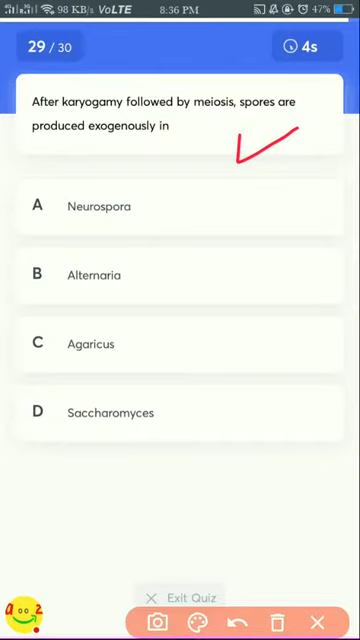 98 KB/s VoLTE 8:36 PM 47%
29 / 30
4s
After karyogamy followed by meiosis, spores are
produced exogenously in
A Neurospora
B Alternaria
C Agaricus
D Saccharomyces
Exit Quiz
a z